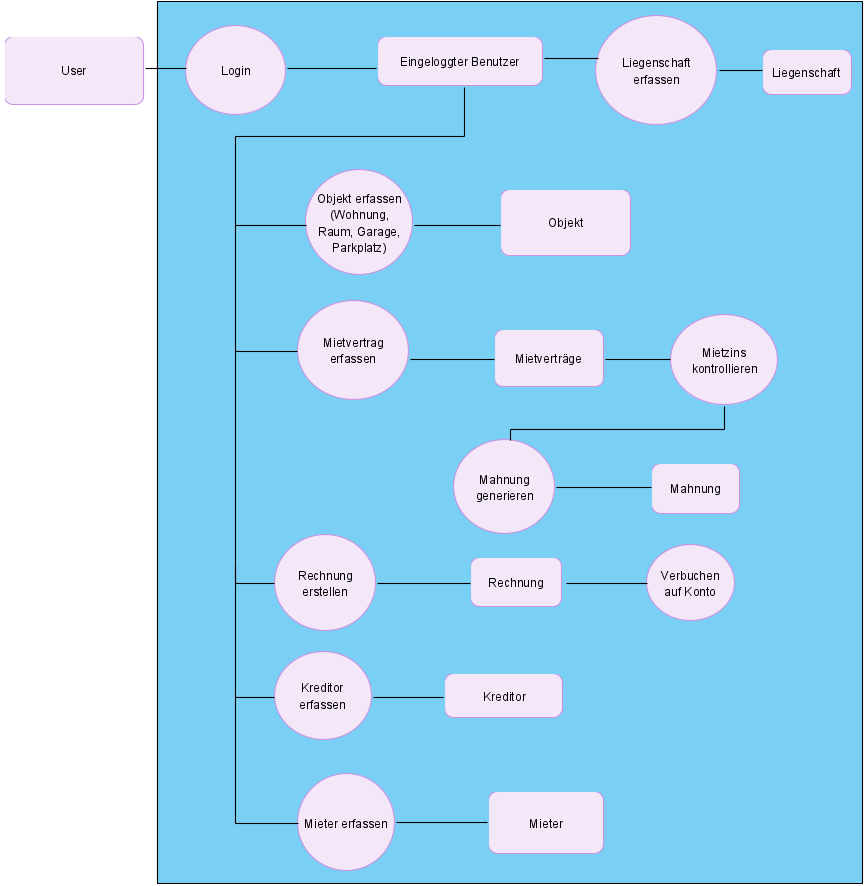 User
Login
Eingeloggter Benutzer
Liegenschaft
erfassen
Liegenschaft
Objekt erfassen
(Wohnung,
Raum, Garage,
Parkplatz)
Objekt
Mietvertrag
erfassen
Mietverträge
Mietzins
kontrollieren
Mahnung
generieren
Mahnung
Rechnung
erstellen
Rechnung
Verbuchen
auf Konto
Kreditor
erfassen
Kreditor
Mieter erfassen
Mieter